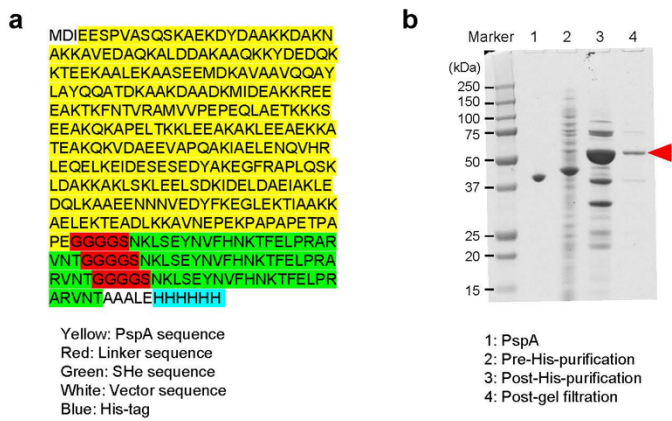 a
MDIEESPVASQSKAEKDYDAAKKDAKN
AKKAVEDAQKALDDAKAAQKKYDEDQK
KTEEKAALEKAASEEMDKAVAAVQQAY
LAYQQATDKAAKDAADKMIDEAKKREE
EAKTKFNTVRAMVVPEPEQLAETKKKS
EEAKQKAPELTKKLEEAKAKLEEAEKKA
TEAKQKVDAEEVAPQAKIAELENQVHR
LEQELKEIDESESEDYAKEGFRAPLQSK
LDAKKAKLSKLEELSDKIDELDAEIAKLE
DQLKAAEENNNVEDYFKEGLEKTIAAKK
AELEKTEADLKKAVNEPEKPAPAPETPA
PEGGGGSNKLSEYNVFHNKTFELPRAR
VNTGGGGSNKLSEYNVFHNKTFELPRA
RVNTGGGGSNKLSEYNVFHNKTFELPR
ARVNTAAALEHHHHHH
Yellow: PspA sequence
Red: Linker sequence
Green: SHe sequence
White: Vector sequence
Blue: His-tag
b
Marker 1 2 3 4
(kDa)
250
150
100
75
50
37
25
20
15
1: PspA
2: Pre-His-purification
3: Post-His-purification
4: Post-gel filtration